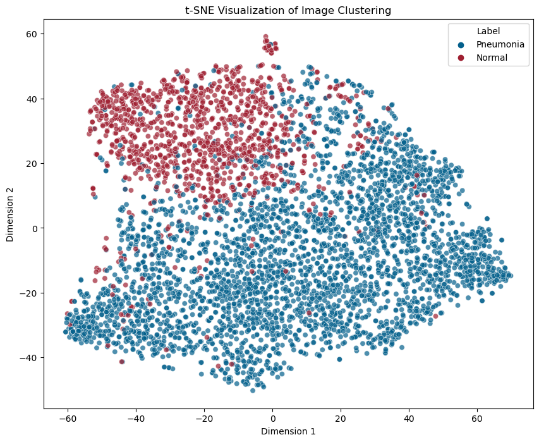 t-SNE Visualization of Image Clustering
Label
Pneumonia
Normal
60
40
20
0
−20
−40
Dimension 2
−60
−40
−20
0
20
40
60
Dimension 1